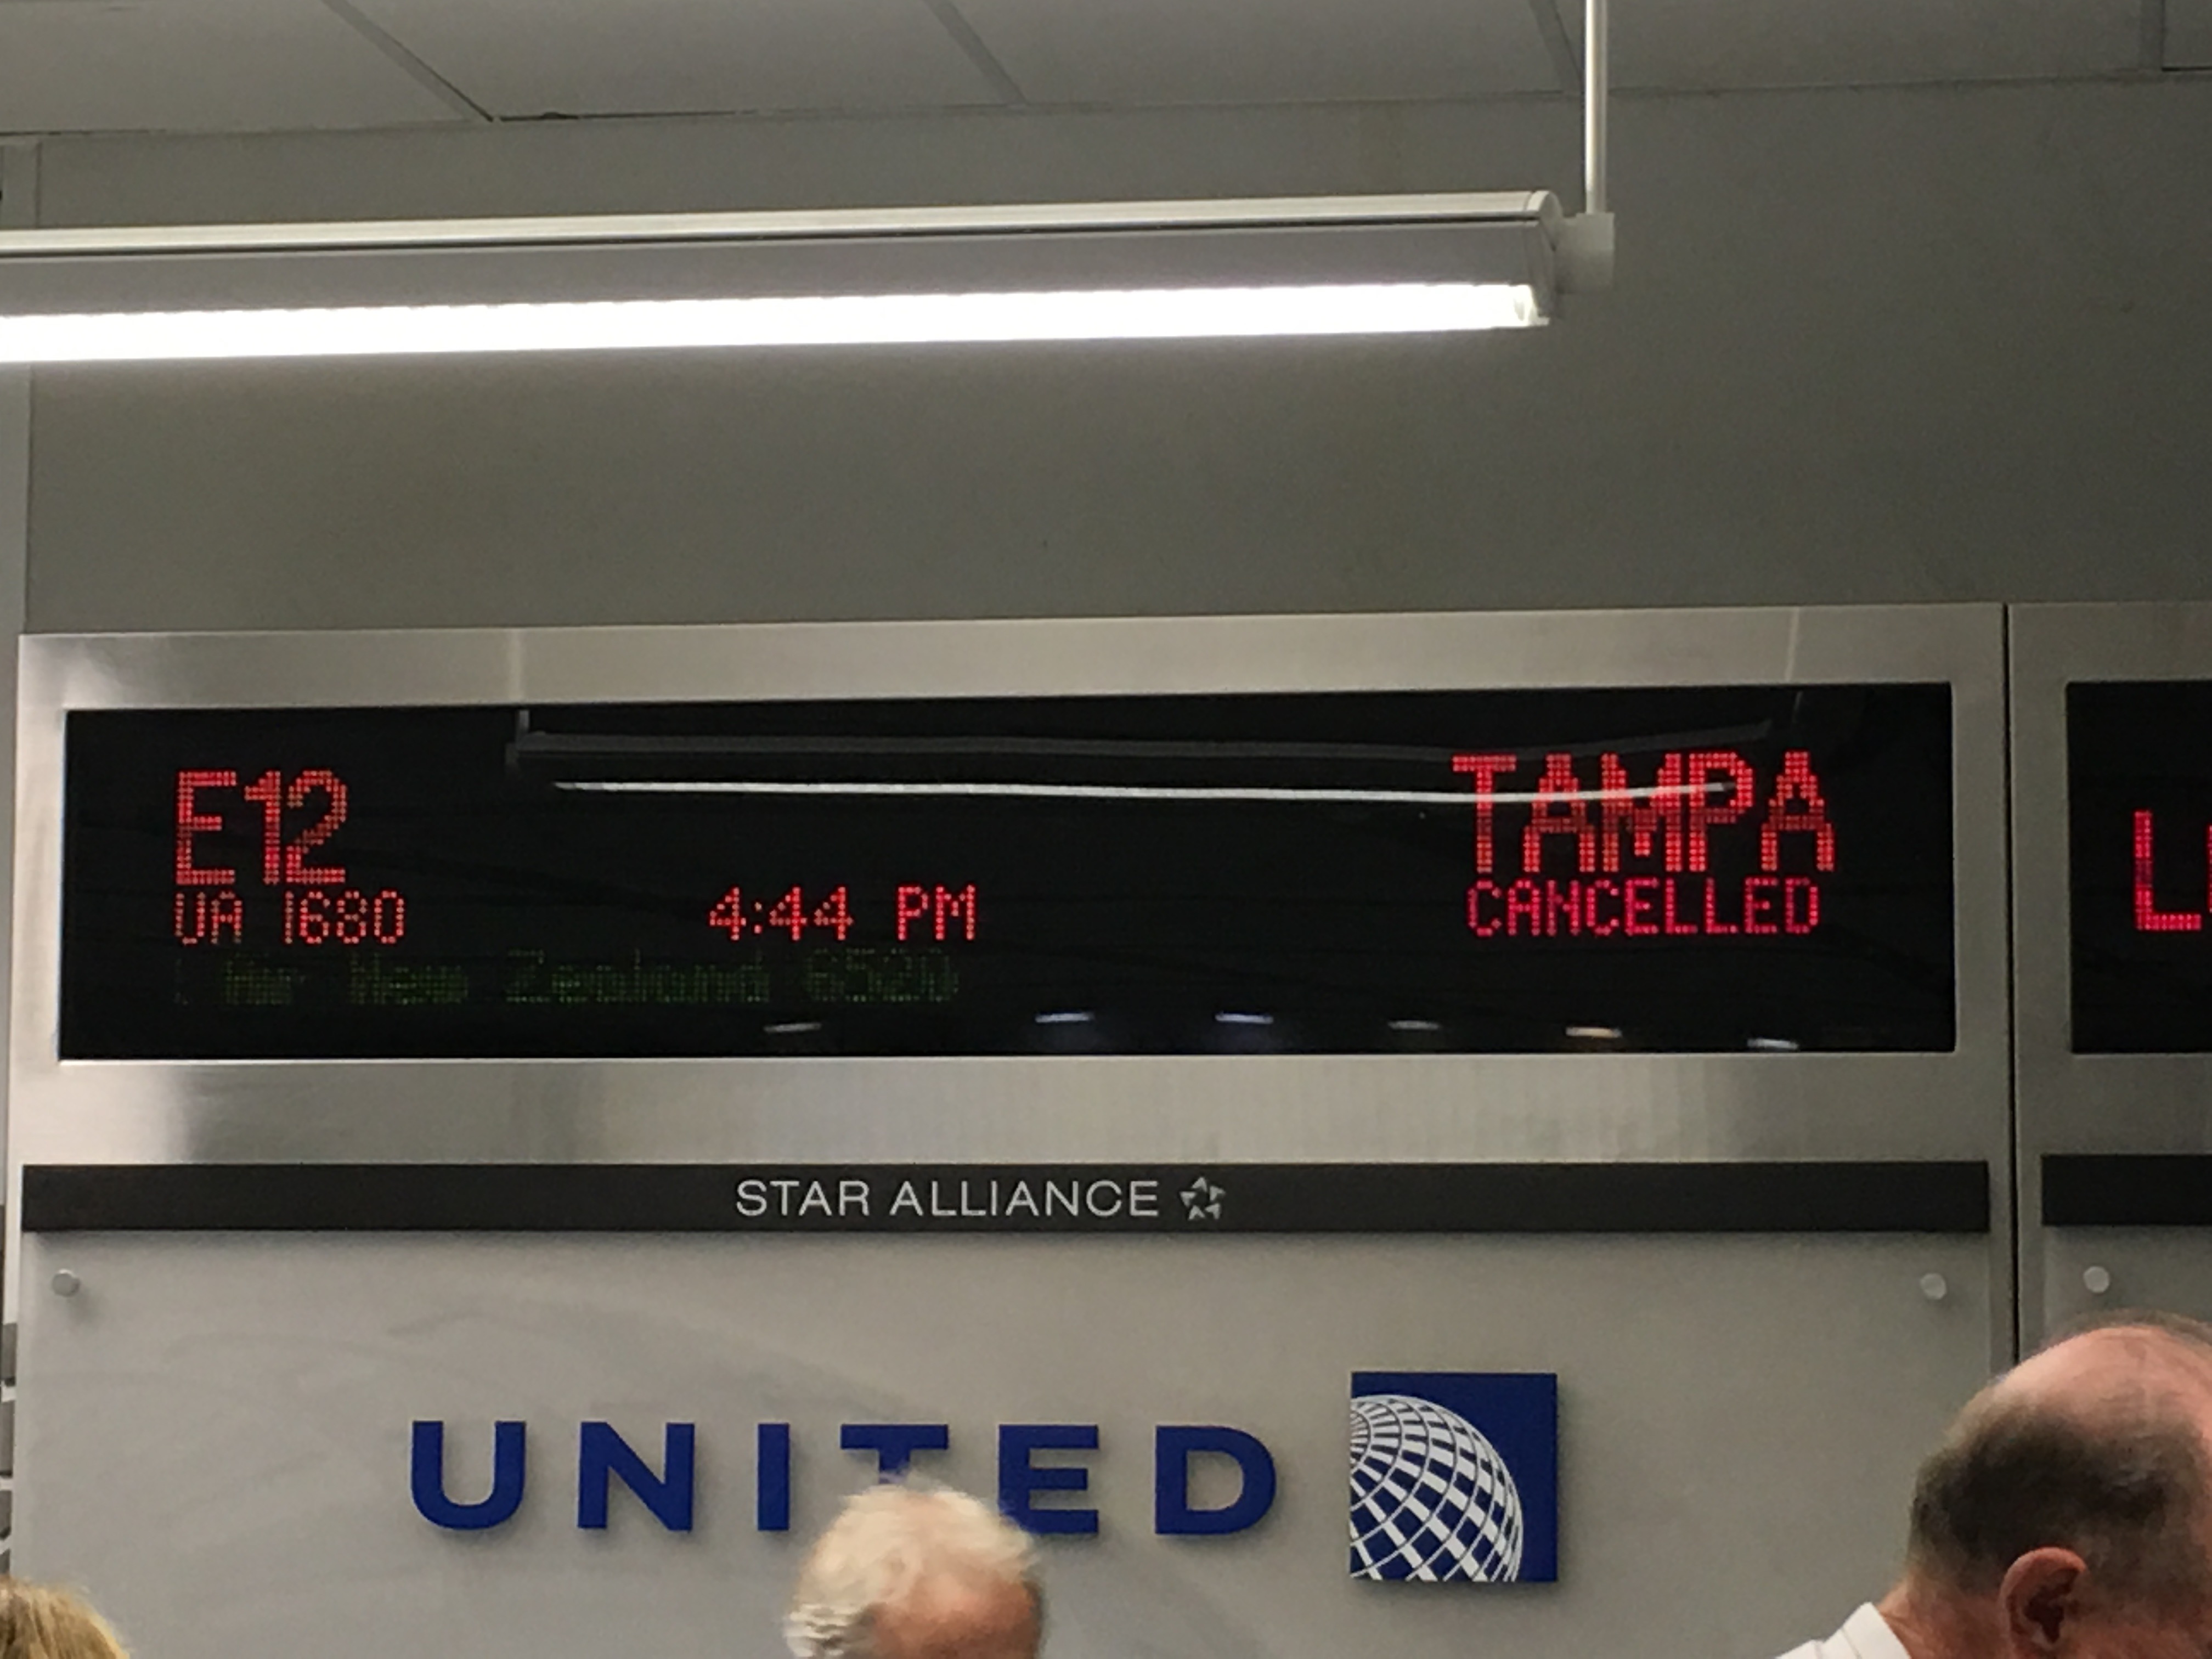 E12
TAMPA
UA 1680 4:44 PM CANCELLED
Air New Zealand 6520
STAR ALLIANCE
UNITED